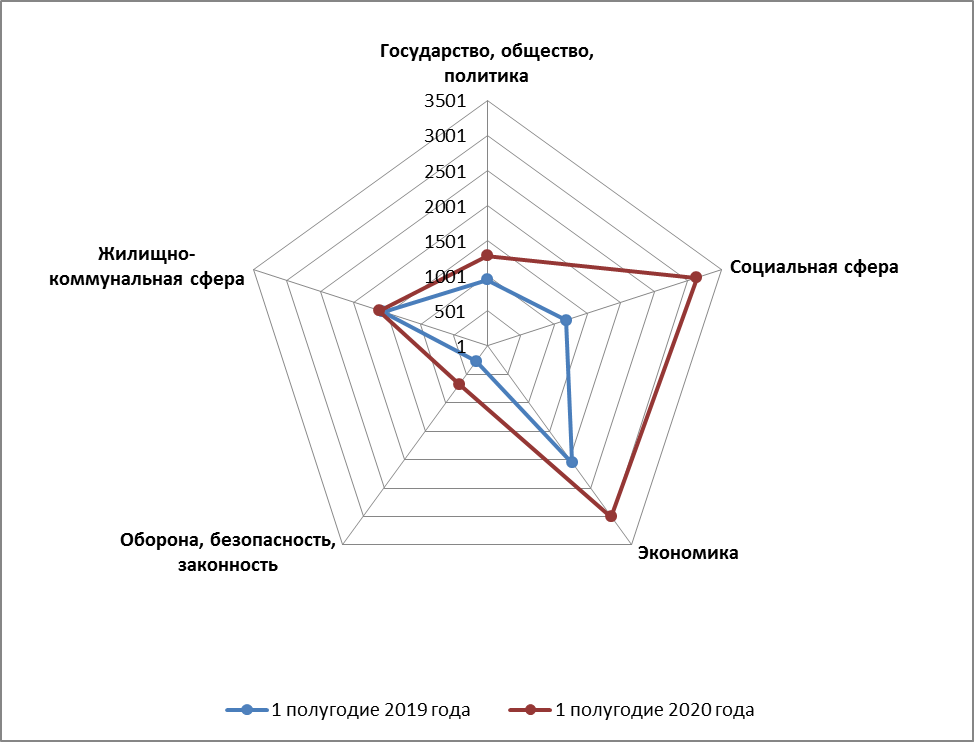 Государство, общество,
политика
3501
3001
2501
2001
1501
1001
501
1
Социальная сфера
Экономика
Оборона, безопасность,
законность
Жилищно-
коммунальная сфера
1 полугодие 2019 года
1 полугодие 2020 года